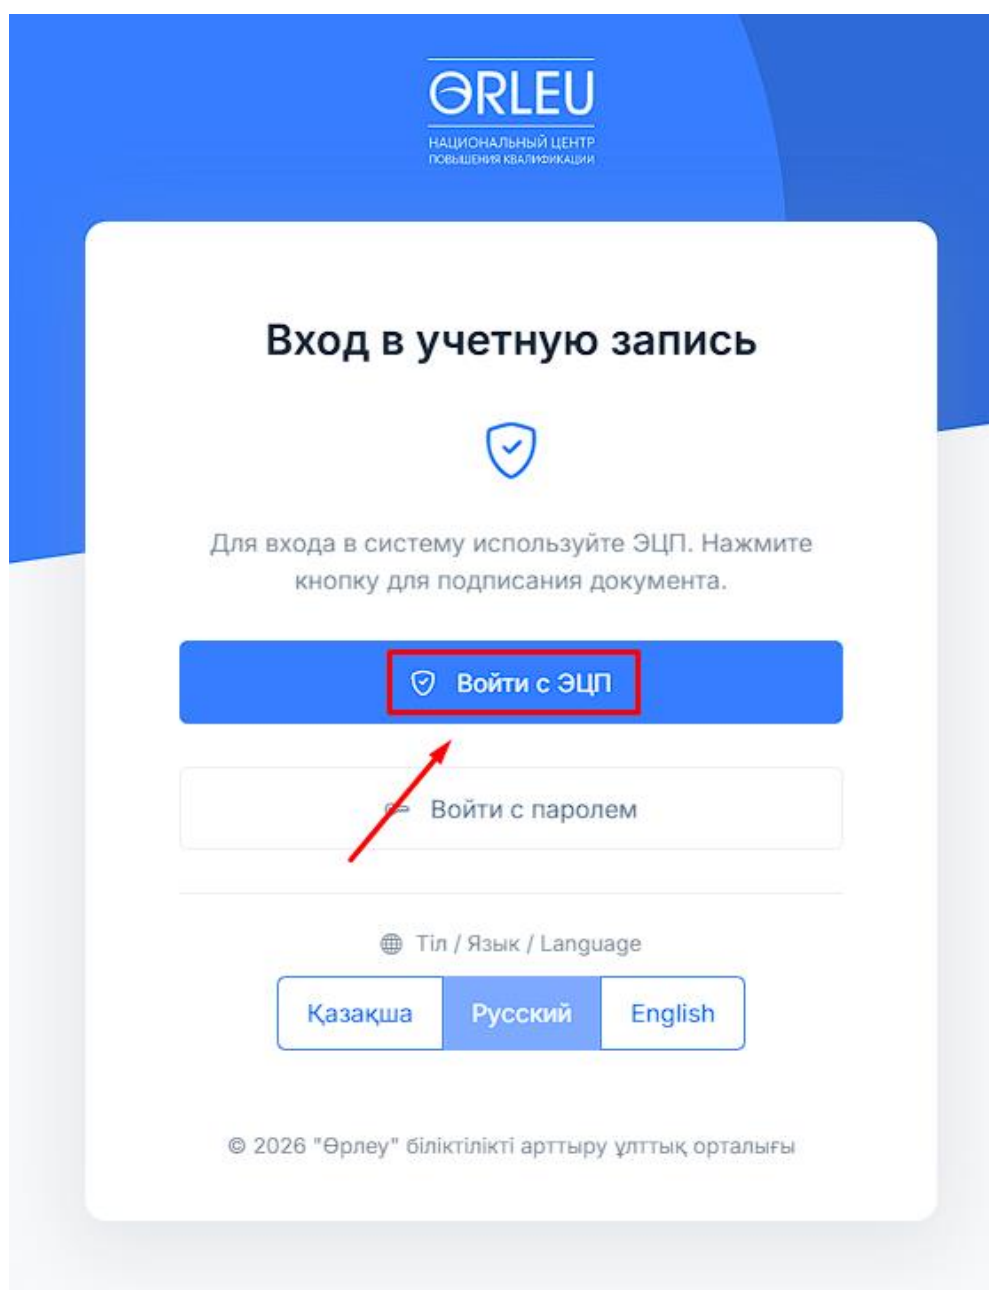 ӨRLEU
НАЦИОНАЛЬНЫЙ ЦЕНТР
ПОВЫШЕНИЯ КВАЛИФИКАЦИИ
Вход в учетную запись
Для входа в систему используйте ЭЦП. Нажмите
кнопку для подписания документа.
Войти с ЭЦП
Войти с паролем
Тіл / Язык / Language
Қазақша Русский English
© 2026 "Өрлеу" біліктілікті арттыру ұлттық орталығы